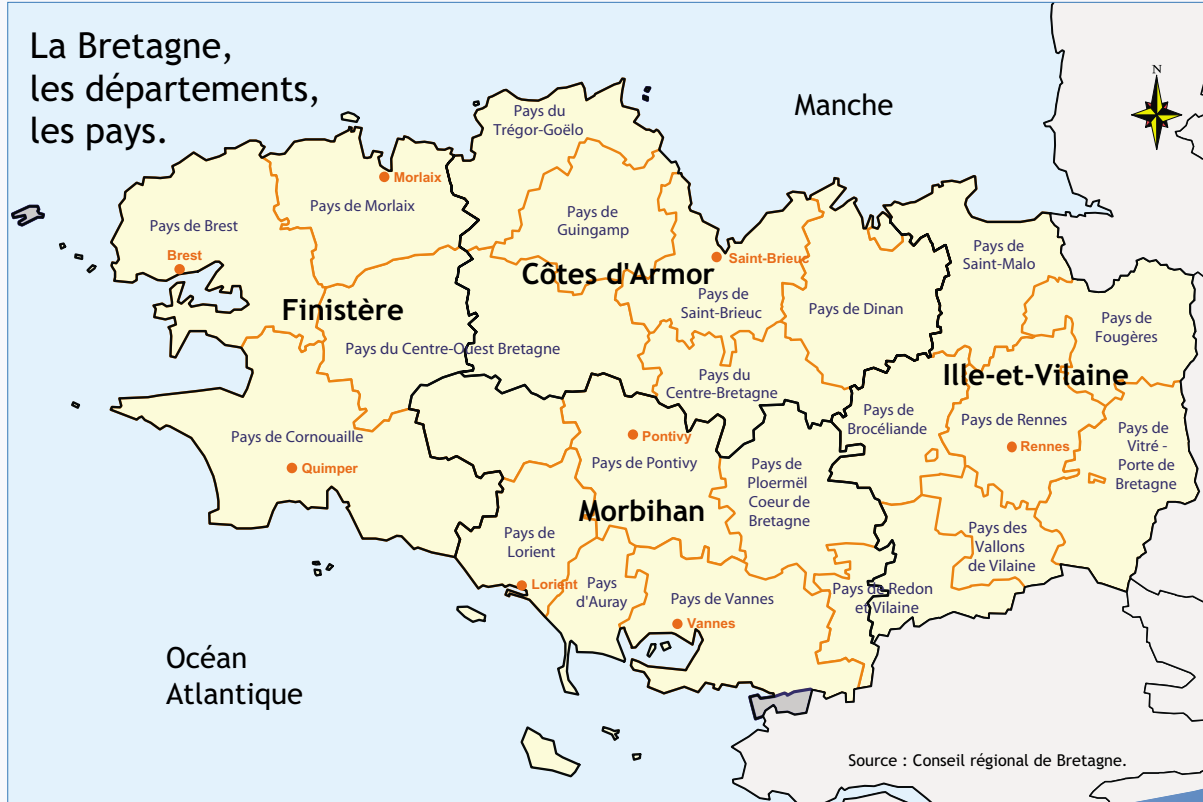 La Bretagne,
les départements,
les pays.
Manche
N
Pays du
Trégor-Goëlo
Morlaix
Pays de Morlaix
Pays de Brest
Brest
Pays de
Guingamp
Saint-Brieuc
Côtes d'Armor
Pays de
Saint-Brieuc
Pays de Dinan
Pays de
Saint-Malo
Pays de
Fougères
Finistère
Pays du Centre-Ouest Bretagne
Pays du
Centre-Bretagne
Ille-et-Vilaine
Pays de
Brocéliande
Pays de Rennes
Rennes
Pays de
Vitré -
Porte de
Bretagne
Pays de Cornouaille
Quimper
Pontivy
Pays de Pontivy
Pays de
Ploermël
Coeur de
Bretagne
Morbihan
Pays de
Lorient
Lorient
Pays
d'Auray
Pays de Vannes
Vannes
Pays de Redon
et Vilaine
Pays des
Vallons
de Vilaine
Océan
Atlantique
Source : Conseil régional de Bretagne.